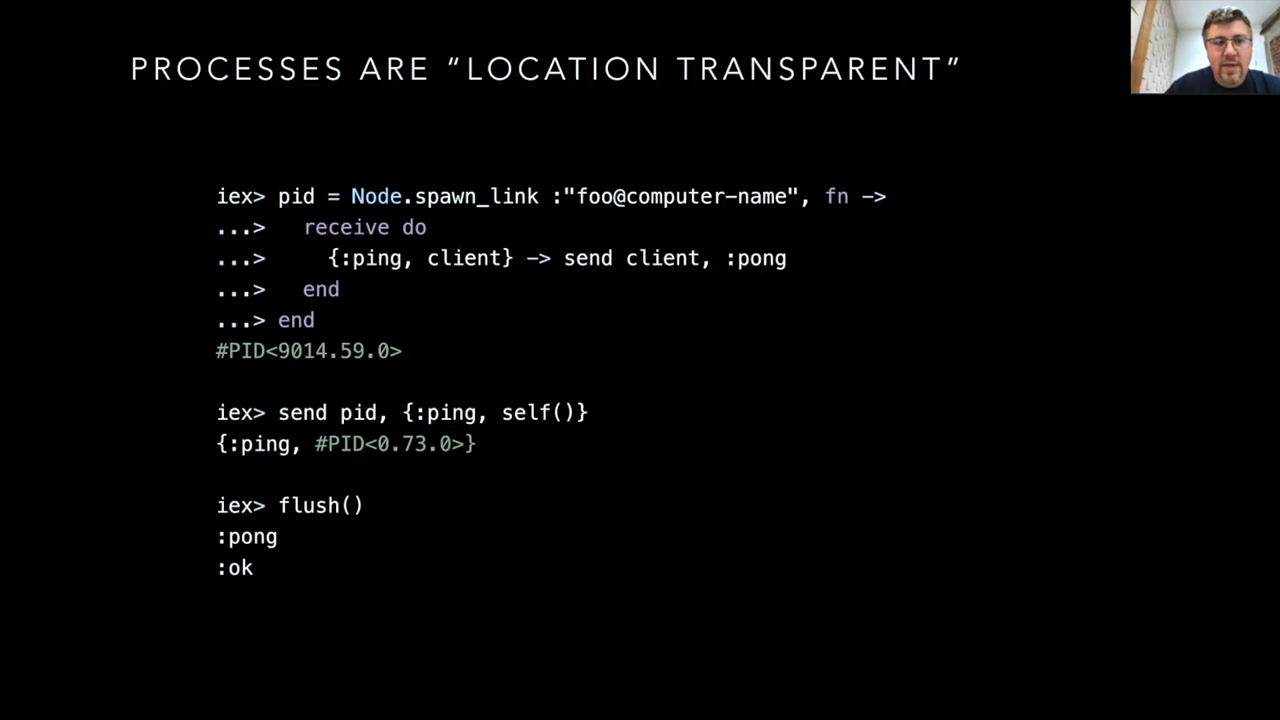 PROCESSES ARE “LOCATION TRANSPARENT”
iex> pid = Node.spawn_link :"foo@computer-name", fn ->
...>   receive do
...>     {:ping, client} -> send client, :pong
...>   end
...> end
#PID<9014.59.0>
iex> send pid, {:ping, self()}
{:ping, #PID<0.73.0>}
iex> flush()
:pong
:ok